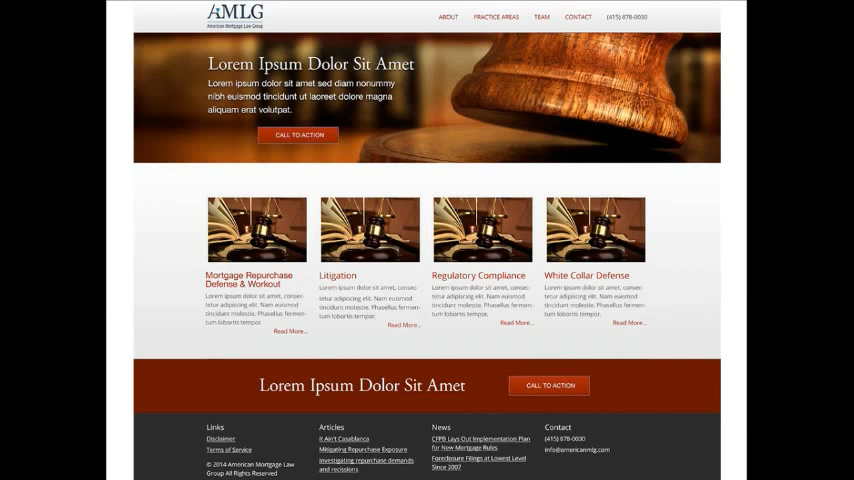 AMLG
American Mortgage Law Group
ABOUT PRACTICE AREAS TEAM CONTACT (415) 878-0030
Lorem Ipsum Dolor Sit Amet
Lorem ipsum dolor sit amet sed diam nonummy
nibh euismod tincidunt ut laoreet dolore magna
aliquam erat volutpat.
CALL TO ACTION
Mortgage Repurchase
Defense & Workout
Lorem ipsum dolor sit amet, consec-
tetur adipiscing elit. Nam euismod
tincidunt molestie. Phasellus fermen-
tum lobortis tempor.
Read More...
Litigation
Lorem ipsum dolor sit amet, consec-
tetur adipiscing elit. Nam euismod
tincidunt molestie. Phasellus fermen-
tum lobortis tempor.
Read More...
Regulatory Compliance
Lorem ipsum dolor sit amet, consec-
tetur adipiscing elit. Nam euismod
tincidunt molestie. Phasellus fermen-
tum lobortis tempor.
Read More...
White Collar Defense
Lorem ipsum dolor sit amet, consec-
tetur adipiscing elit. Nam euismod
tincidunt molestie. Phasellus fermen-
tum lobortis tempor.
Read More...
Lorem Ipsum Dolor Sit Amet
CALL TO ACTION
Links
Disclaimer
Terms of Service
© 2014 American Mortgage Law
Group All Rights Reserved
Articles
It Ain't Casablanca
Mitigating Repurchase Exposure
Investigating repurchase demands
and recissions
News
CFPB Lays Out Implementation Plan
for New Mortgage Rules
Foreclosure Filings at Lowest Level
Since 2007
Contact
(415) 878-0030
info@americanmlg.com